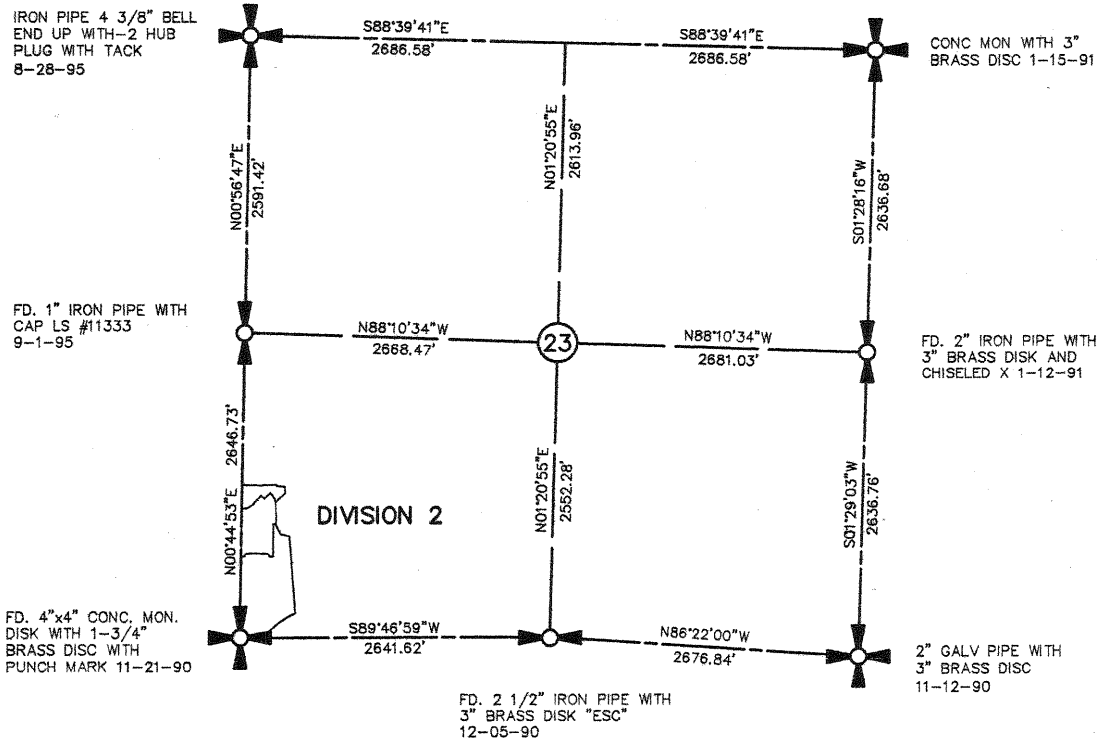 IRON PIPE 4 3/8" BELL
END UP WITH-2 HUB
PLUG WITH TACK
8-28-95
S88°39'41"E
2686.58'
S88°39'41"E
2686.58'
CONC MON WITH 3"
BRASS DISC 1-15-91
N00°56'47"E
2591.42'
N01°20'55"E
2613.96'
S01°28'16"W
2636.68'
FD. 1" IRON PIPE WITH
CAP LS #11333
9-1-95
N88°10'34"W
2668.47'
23
N88°10'34"W
2681.03'
FD. 2" IRON PIPE WITH
3" BRASS DISK AND
CHISELED X 1-12-91
N00°44'53"E
2646.73'
DIVISION 2
N01°20'55"E
2552.28'
S01°29'03"W
2636.76'
FD. 4"x4" CONC. MON.
DISK WITH 1-3/4"
BRASS DISC WITH
PUNCH MARK 11-21-90
S89°46'59"W
2641.62'
N86°22'00"W
2676.84'
2" GALV PIPE WITH
3" BRASS DISC
11-12-90
FD. 2 1/2" IRON PIPE WITH
3" BRASS DISK "ESC"
12-05-90